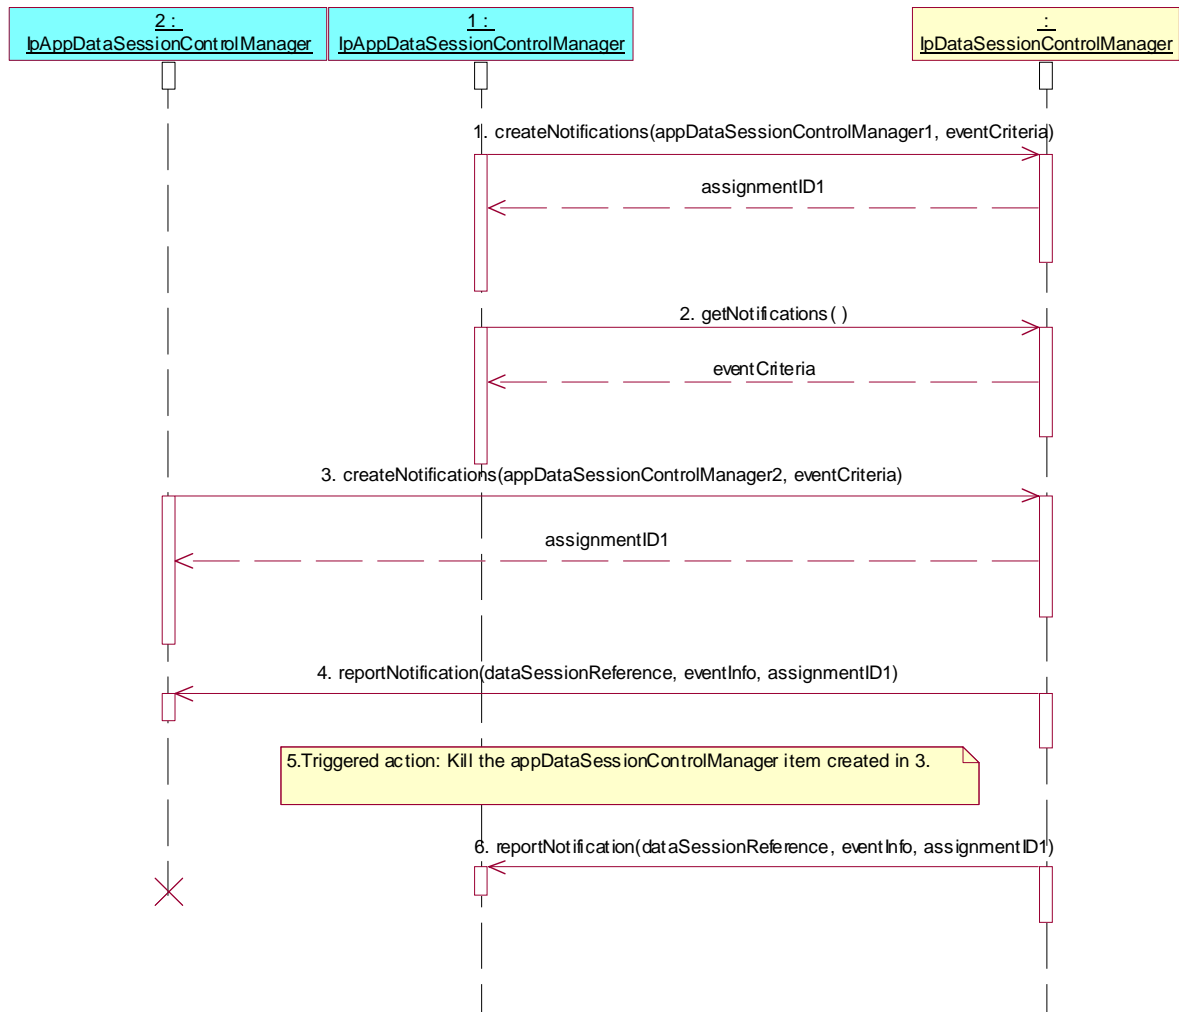 2 :
IpAppDataSessionControlManager
1 :
IpAppDataSessionControlManager
:
IpDataSessionControlManager
1. createNotifications(appDataSessionControlManager1, eventCriteria)
assignmentID1
2. getNotifications( )
eventCriteria
3. createNotifications(appDataSessionControlManager2, eventCriteria)
assignmentID1
4. reportNotification(dataSessionReference, eventInfo, assignmentID1)
5.Triggered action: Kill the appDataSessionControlManager item created in 3.
6. reportNotification(dataSessionReference, eventInfo, assignmentID1)